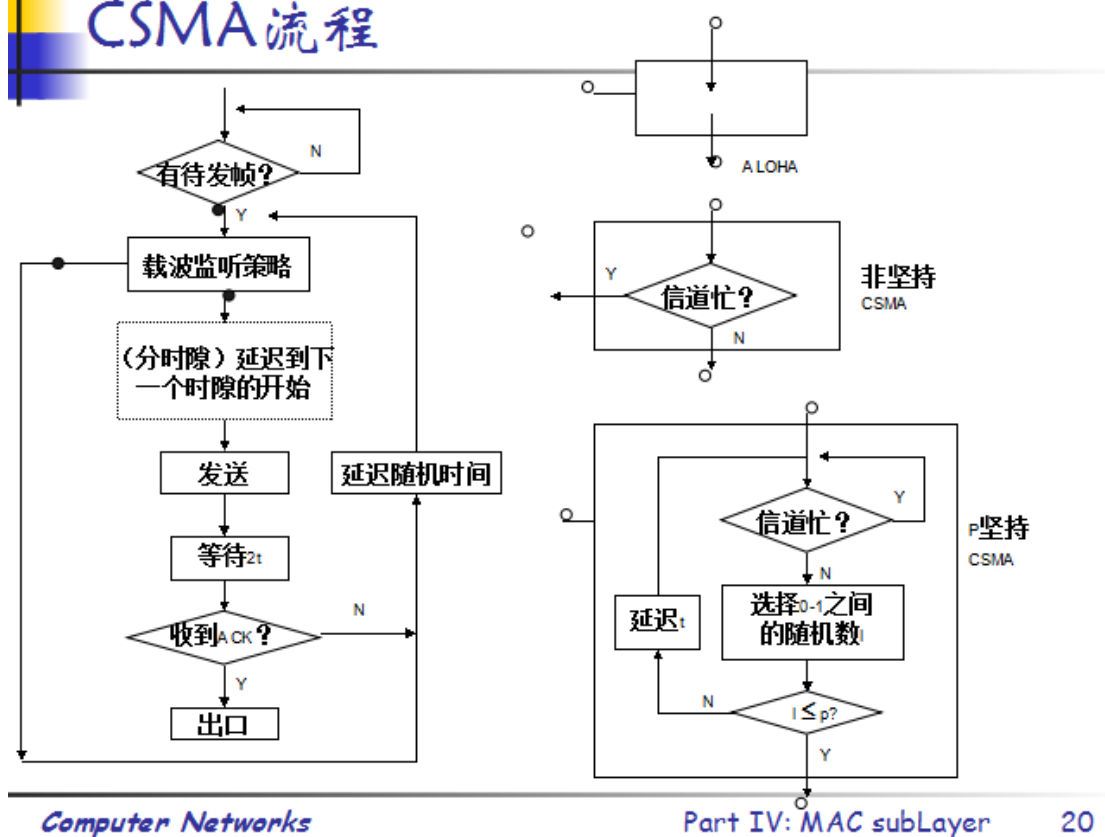 CSMA流程
有待发帧？
N
Y
载波监听策略
（分时隙）延迟到下
一个时隙的开始
发送
延迟随机时间
等待2t
收到ACK？
N
Y
出口
ALOHA
信道忙？
Y
N
非坚持
CSMA
信道忙？
Y
N
选择0-1之间
的随机数I
延迟t
I≤p?
N
Y
P坚持
CSMA
Computer Networks
Part IV: MAC subLayer
20